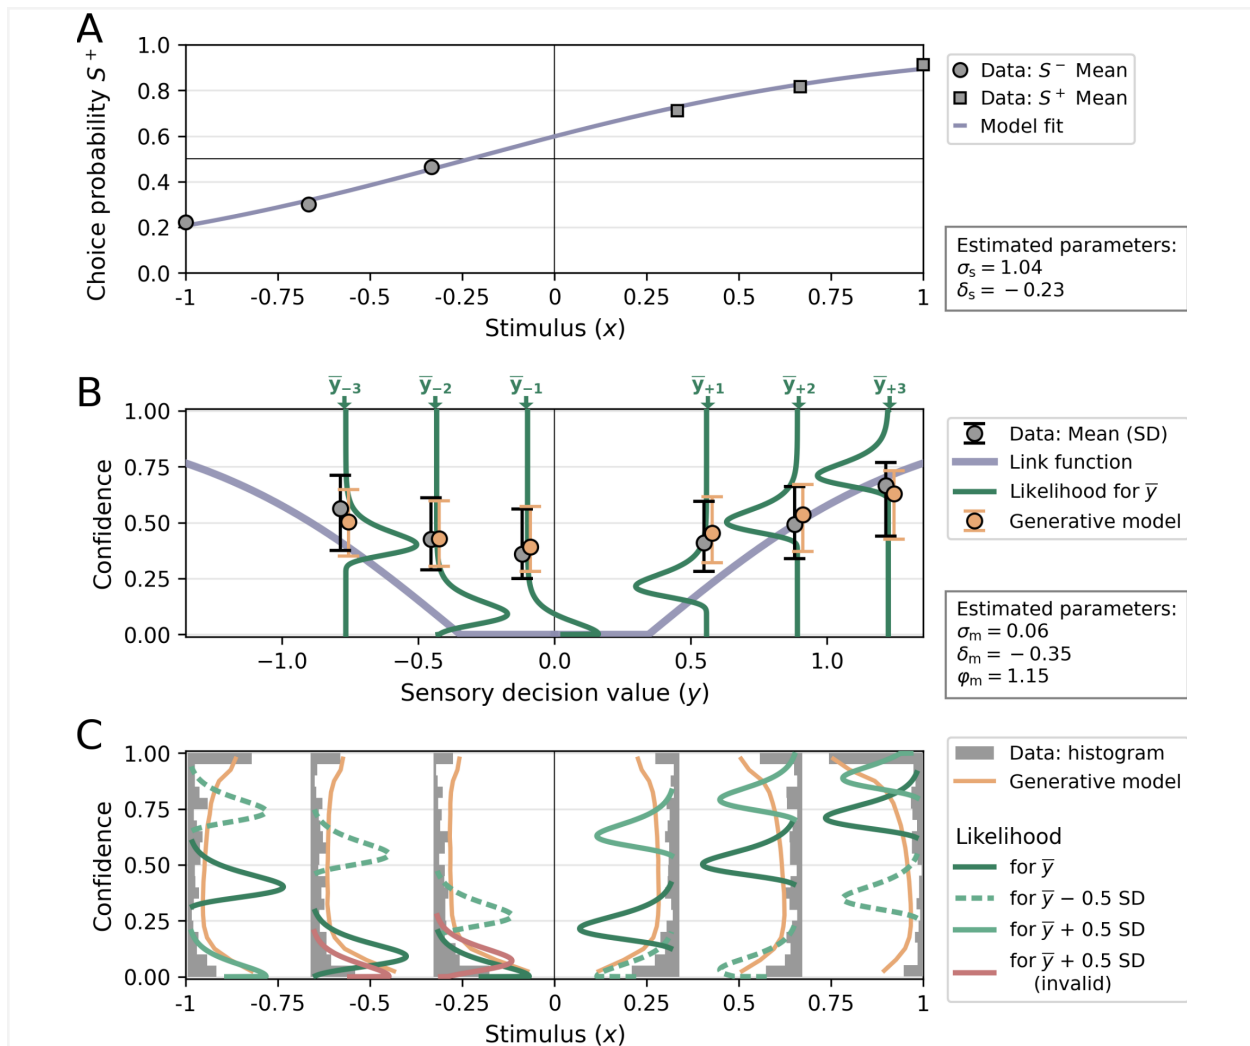 A
Choice probability S⁺
1.0
0.8
0.6
0.4
0.2
0.0
-1
-0.75
-0.50
-0.25
0
0.25
0.5
0.75
1
Stimulus (x)
Data: S⁻ Mean
Data: S⁺ Mean
Model fit
Estimated parameters:
σₛ = 1.04
δₛ = −0.23
B
ȳ₋₃
ȳ₋₂
ȳ₋₁
ȳ₊₁
ȳ₊₂
ȳ₊₃
Confidence
1.00
0.75
0.50
0.25
0.00
−1.0
−0.5
0.0
0.5
1.0
Sensory decision value (y)
Data: Mean (SD)
Link function
Likelihood for ȳ
Generative model
Estimated parameters:
σₘ = 0.06
δₘ = −0.35
φₘ = 1.15
C
Confidence
1.00
0.75
0.50
0.25
0.00
-1
-0.75
-0.50
-0.25
0
0.25
0.5
0.75
1
Stimulus (x)
Data: histogram
Generative model
Likelihood
for ȳ
for ȳ − 0.5 SD
for ȳ + 0.5 SD
for ȳ + 0.5 SD
(invalid)